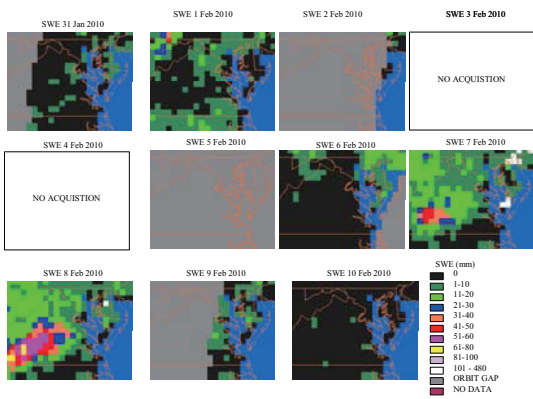 SWE 31 Jan 2010
SWE 1 Feb 2010
SWE 2 Feb 2010
SWE 3 Feb 2010
NO ACQUISTION
SWE 4 Feb 2010
SWE 5 Feb 2010
SWE 6 Feb 2010
SWE 7 Feb 2010
NO ACQUISTION
SWE 8 Feb 2010
SWE 9 Feb 2010
SWE 10 Feb 2010
SWE (mm)
0
1-10
11-20
21-30
31-40
41-50
51-60
61-80
81-100
101 - 480
ORBIT GAP
NO DATA